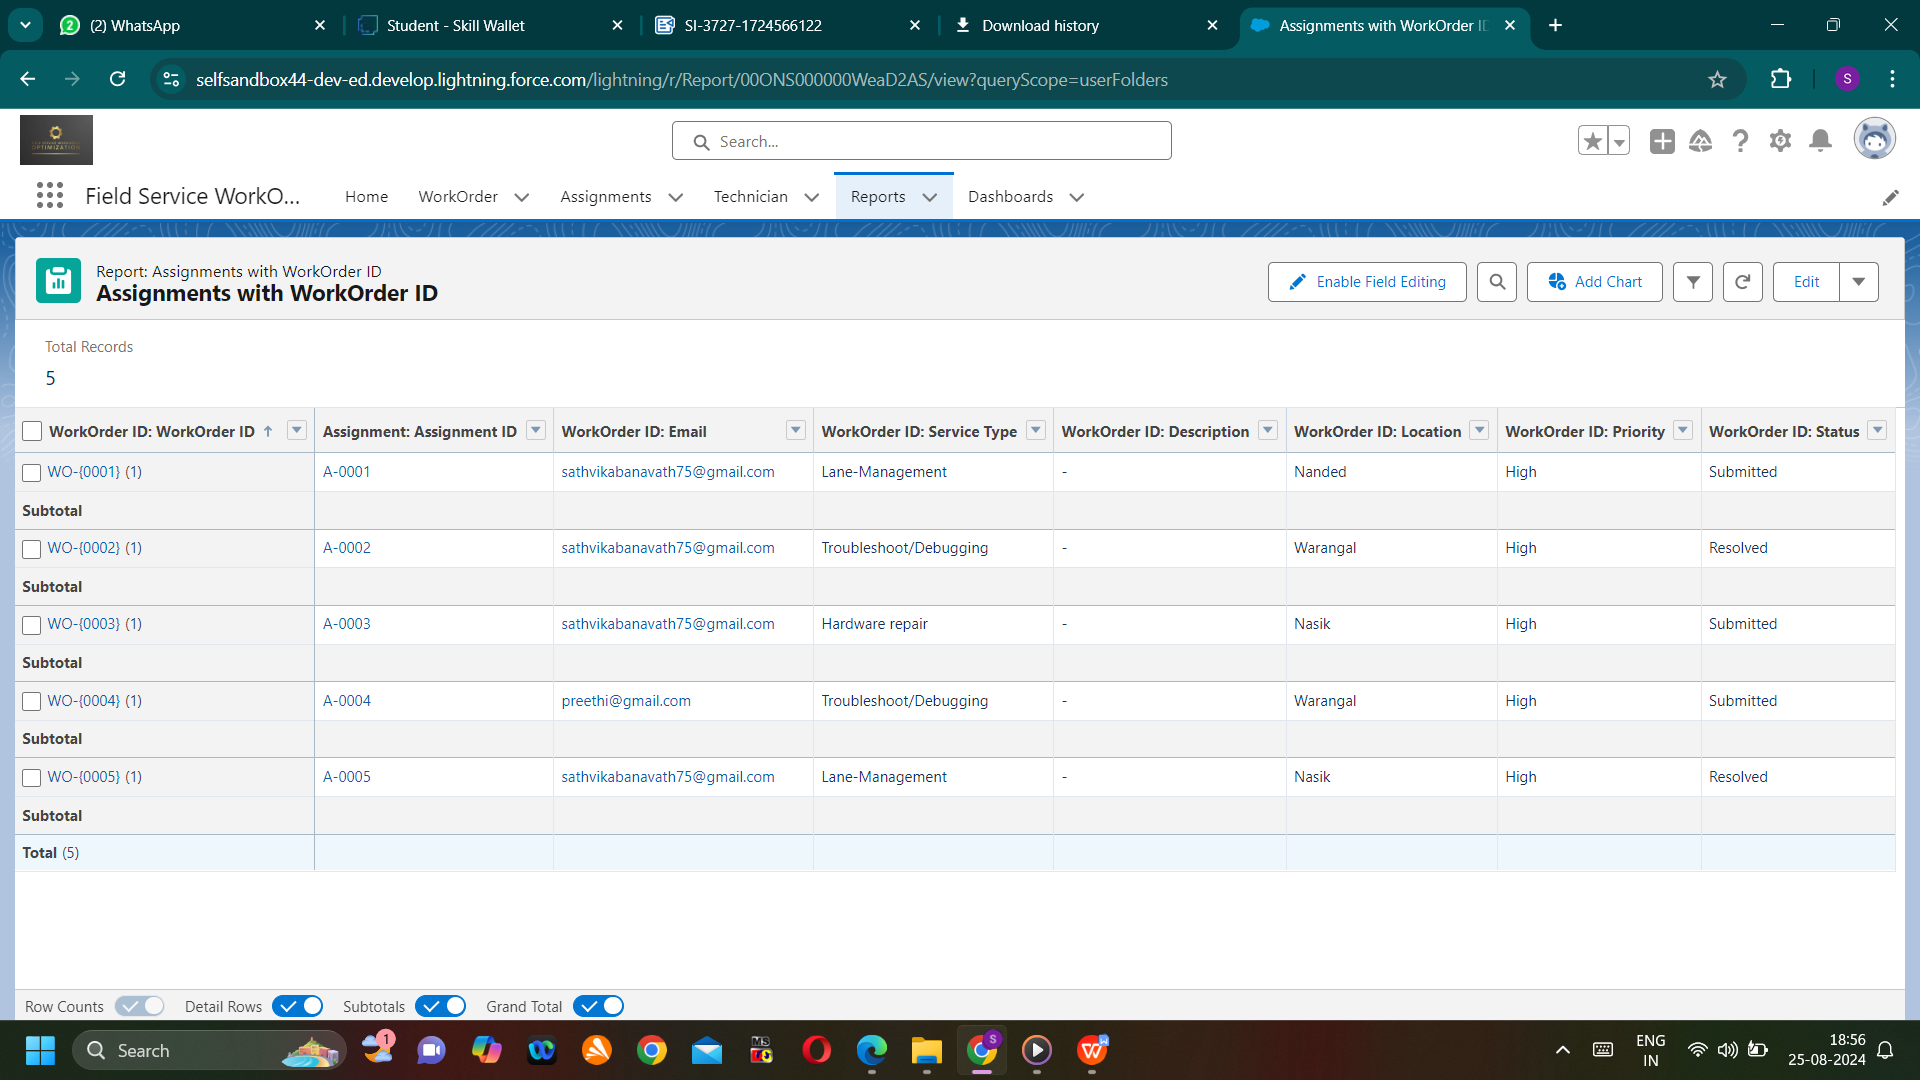 (2) WhatsApp
Student - Skill Wallet
SI-3727-1724566122
Download history
Assignments with WorkOrder ID
selfsandbox44-dev-ed.develop.lightning.force.com/lightning/r/Report/00ONS000000WeaD2AS/view?queryScope=userFolders
S
OPTIMIZATION
Search...
Field Service WorkO...
Home
WorkOrder
Assignments
Technician
Reports
Dashboards
Report: Assignments with WorkOrder ID
Assignments with WorkOrder ID
Enable Field Editing
Add Chart
Edit
Total Records
5
WorkOrder ID: WorkOrder ID ↑ Assignment: Assignment ID WorkOrder ID: Email WorkOrder ID: Service Type WorkOrder ID: Description WorkOrder ID: Location WorkOrder ID: Priority WorkOrder ID: Status
WO-{0001} (1) A-0001 sathvikabanavath75@gmail.com Lane-Management - Nanded High Submitted
Subtotal
WO-{0002} (1) A-0002 sathvikabanavath75@gmail.com Troubleshoot/Debugging - Warangal High Resolved
Subtotal
WO-{0003} (1) A-0003 sathvikabanavath75@gmail.com Hardware repair - Nasik High Submitted
Subtotal
WO-{0004} (1) A-0004 preethi@gmail.com Troubleshoot/Debugging - Warangal High Submitted
Subtotal
WO-{0005} (1) A-0005 sathvikabanavath75@gmail.com Lane-Management - Nasik High Resolved
Subtotal
Total (5)
Row Counts
Detail Rows
Subtotals
Grand Total
Search
1
MS
S
ENG
IN
18:56
25-08-2024